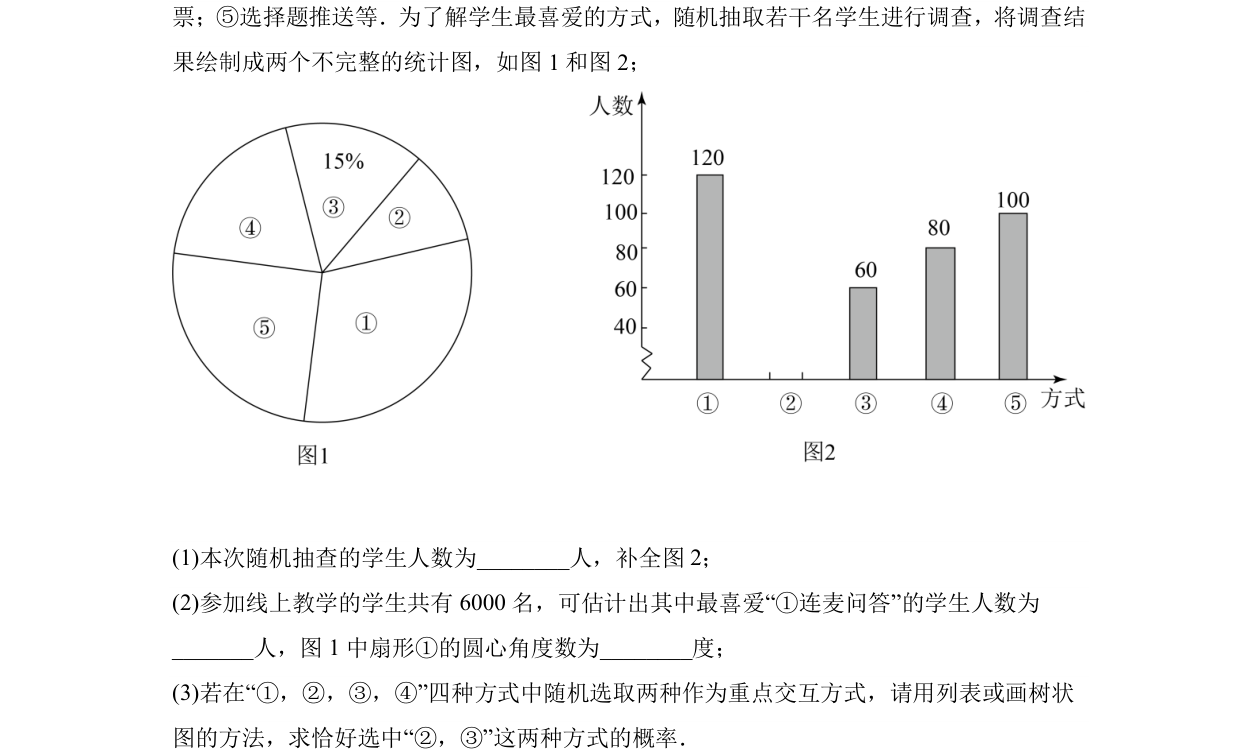 票；⑤选择题推送等．为了解学生最喜爱的方式，随机抽取若干名学生进行调查，将调查结
果绘制成两个不完整的统计图，如图 1 和图 2；
15%
③
②
④
⑤
①
图1
人数
120
100
80
60
40
120
60
80
100
①
②
③
④
⑤
方式
图2
(1)本次随机抽查的学生人数为________人，补全图 2；
(2)参加线上教学的学生共有 6000 名，可估计出其中最喜爱“①连麦问答”的学生人数为
_______人，图 1 中扇形①的圆心角度数为________度；
(3)若在“①，②，③，④”四种方式中随机选取两种作为重点交互方式，请用列表或画树状
图的方法，求恰好选中“②，③”这两种方式的概率．